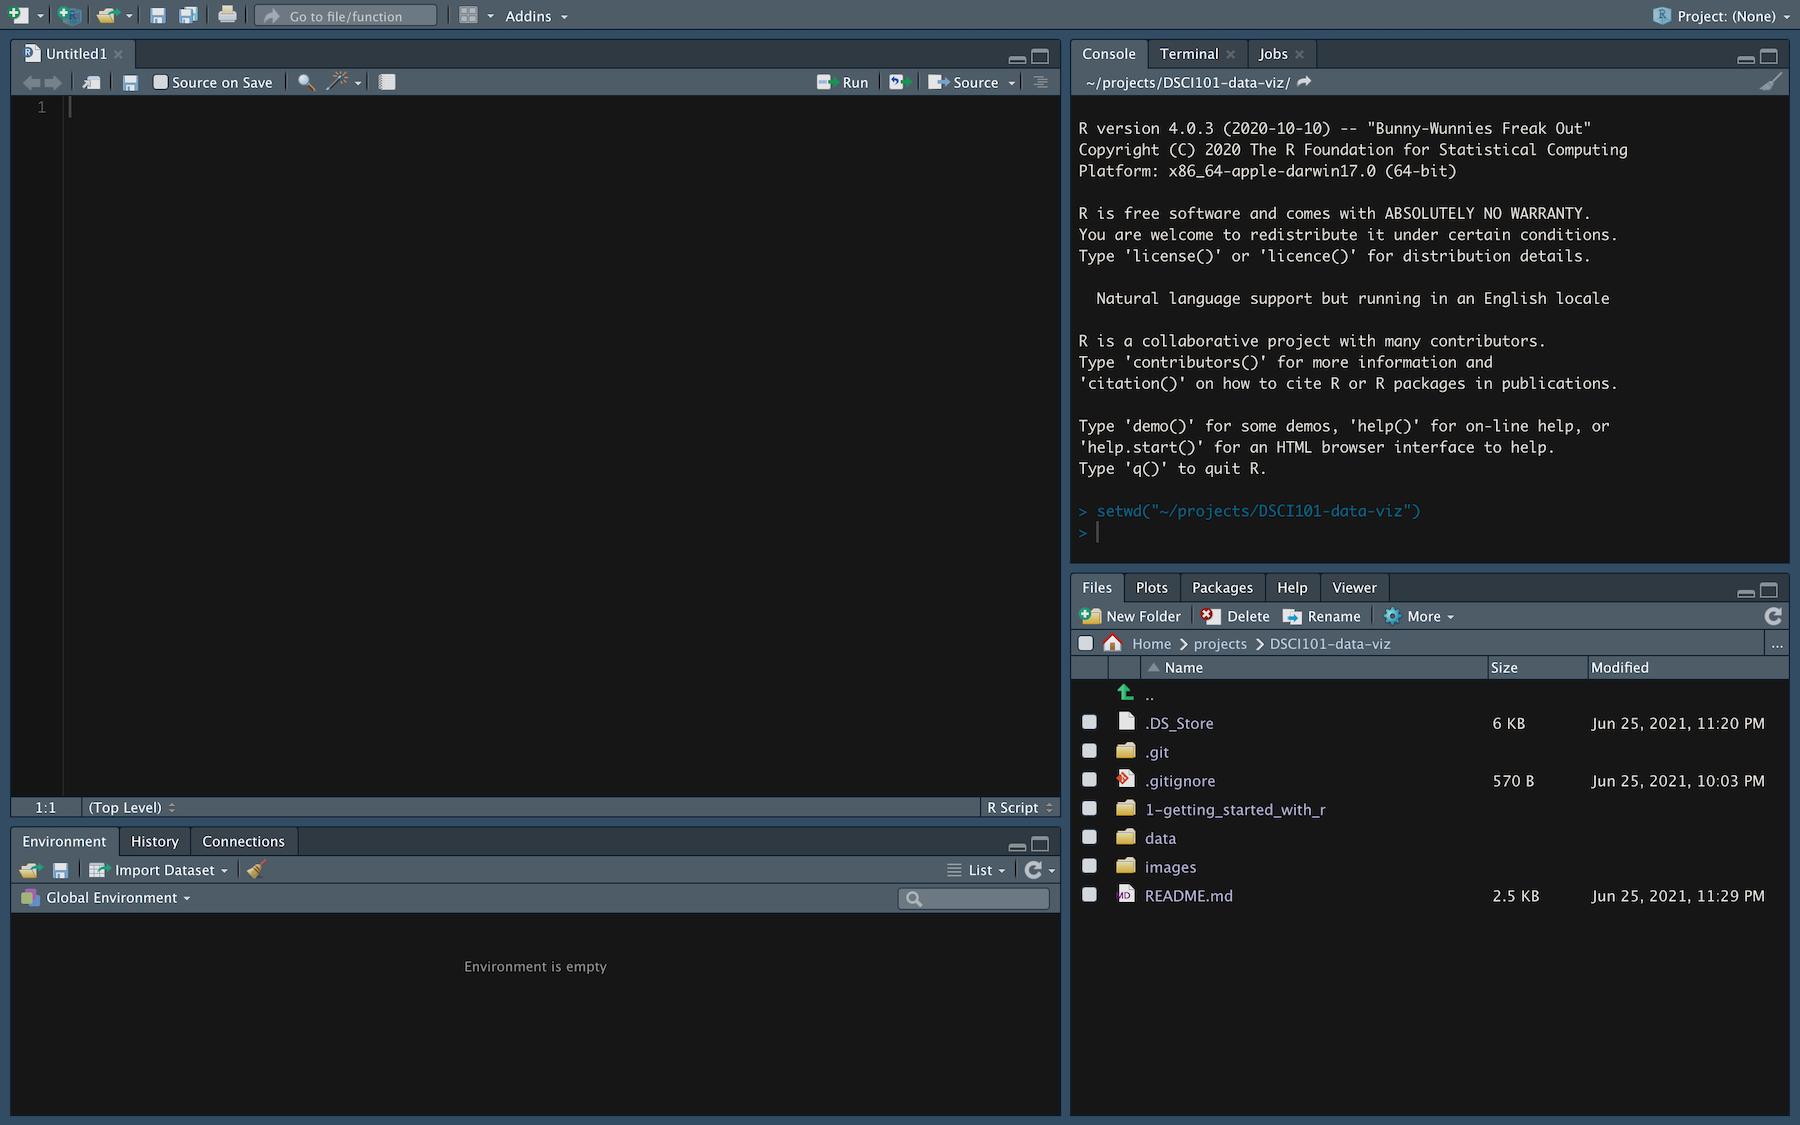 Go to file/function
Addins
Project: (None)
Untitled1
Source on Save
Run
Source
1
1:1
(Top Level)
R Script
Environment
History
Connections
Import Dataset
List
Global Environment
Environment is empty
Console
Terminal
Jobs
~/projects/DSCI101-data-viz/
R version 4.0.3 (2020-10-10) -- "Bunny-Wunnies Freak Out"
Copyright (C) 2020 The R Foundation for Statistical Computing
Platform: x86_64-apple-darwin17.0 (64-bit)
R is free software and comes with ABSOLUTELY NO WARRANTY.
You are welcome to redistribute it under certain conditions.
Type 'license()' or 'licence()' for distribution details.
Natural language support but running in an English locale
R is a collaborative project with many contributors.
Type 'contributors()' for more information and
'citation()' on how to cite R or R packages in publications.
Type 'demo()' for some demos, 'help()' for on-line help, or
'help.start()' for an HTML browser interface to help.
Type 'q()' to quit R.
> setwd("~/projects/DSCI101-data-viz")
>
Files
Plots
Packages
Help
Viewer
New Folder
Delete
Rename
More
Home
projects
DSCI101-data-viz
...
Name
Size
Modified
..
.DS_Store 6 KB Jun 25, 2021, 11:20 PM
.git
.gitignore 570 B Jun 25, 2021, 10:03 PM
1-getting_started_with_r
data
images
README.md 2.5 KB Jun 25, 2021, 11:29 PM